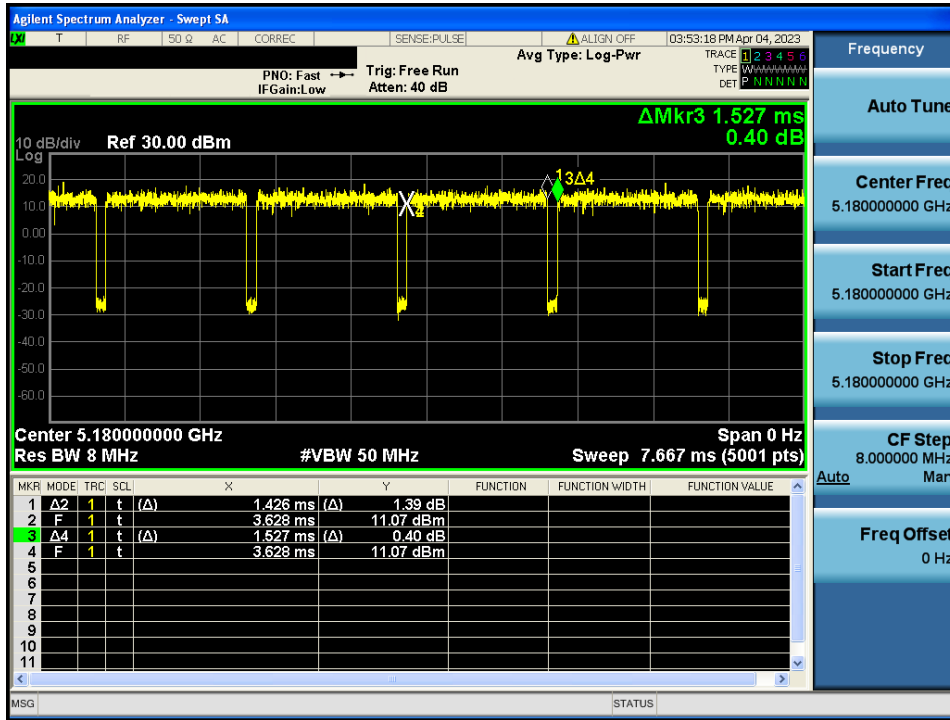 Agilent Spectrum Analyzer - Swept SA
LXI T RF 50 Ω AC CORREC SENSE:PULSE ALIGN OFF 03:53:18 PM Apr 04, 2023
Avg Type: Log-Pwr TRACE 1 2 3 4 5 6
PNO: Fast Trig: Free Run TYPE WWWWWW
IFGain:Low Atten: 40 dB DET P N N N N N
ΔMkr3 1.527 ms
0.40 dB
10 dB/div Ref 30.00 dBm
Log
20.0
10.0
0.00
-10.0
-20.0
-30.0
-40.0
-50.0
-60.0
1 3Δ4
Center 5.180000000 GHz Span 0 Hz
Res BW 8 MHz #VBW 50 MHz Sweep 7.667 ms (5001 pts)
MKR MODE TRC SCL X Y FUNCTION FUNCTION WIDTH FUNCTION VALUE
1 Δ2 1 t (Δ) 1.426 ms (Δ) 1.39 dB
2 F 1 t 3.628 ms 11.07 dBm
3 Δ4 1 t (Δ) 1.527 ms (Δ) 0.40 dB
4 F 1 t 3.628 ms 11.07 dBm
5
6
7
8
9
10
11
MSG STATUS
Frequency
Auto Tune
Center Freq
5.180000000 GHz
Start Freq
5.180000000 GHz
Stop Freq
5.180000000 GHz
CF Step
8.000000 MHz
Auto Man
Freq Offset
0 Hz